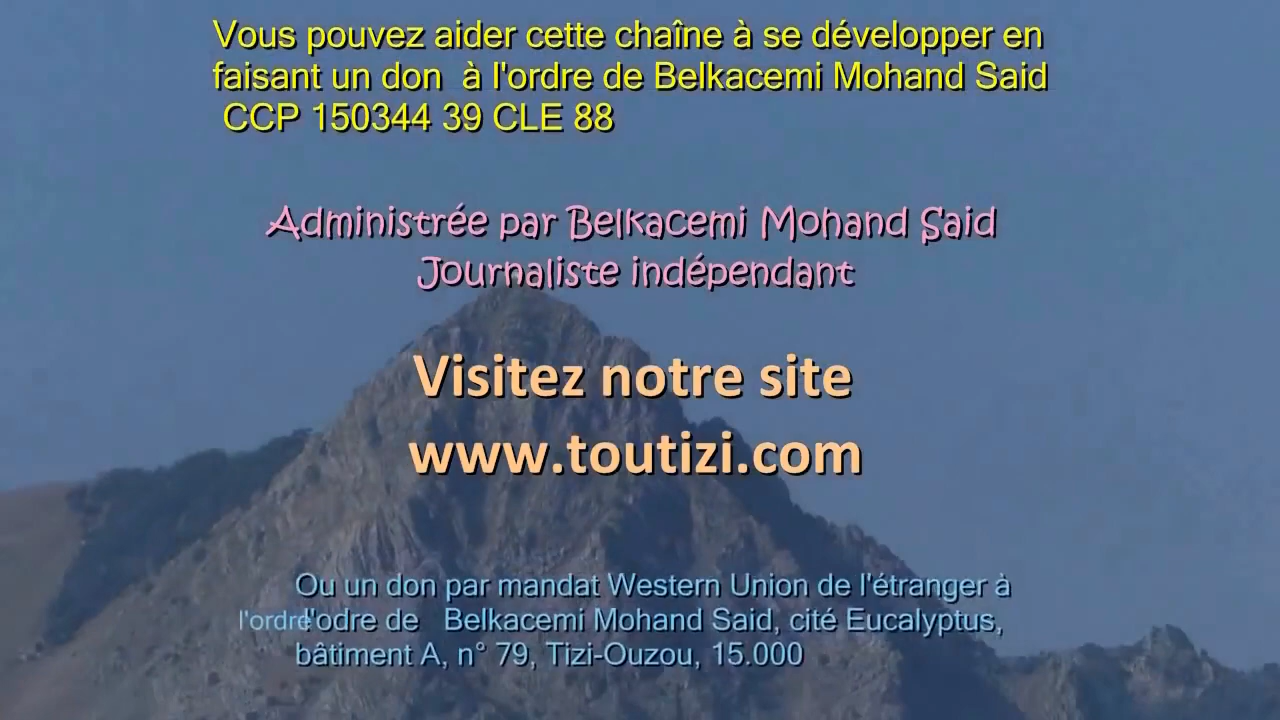 Vous pouvez aider cette chaîne à se développer en
faisant un don à l'ordre de Belkacemi Mohand Said
CCP 150344 39 CLE 88
Administrée par Belkacemi Mohand Said
Journaliste indépendant
Visitez notre site
www.toutizi.com
Ou un don par mandat Western Union de l'étranger à
l'ordre l'odre de Belkacemi Mohand Said, cité Eucalyptus,
bâtiment A, n° 79, Tizi-Ouzou, 15.000